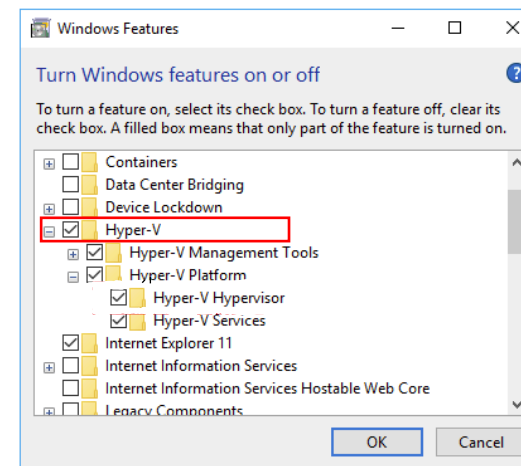 Windows Features
Turn Windows features on or off
?
To turn a feature on, select its check box. To turn a feature off, clear its
check box. A filled box means that only part of the feature is turned on.
Containers
Data Center Bridging
Device Lockdown
Hyper-V
Hyper-V Management Tools
Hyper-V Platform
Hyper-V Hypervisor
Hyper-V Services
Internet Explorer 11
Internet Information Services
Internet Information Services Hostable Web Core
Legacy Components
OK Cancel